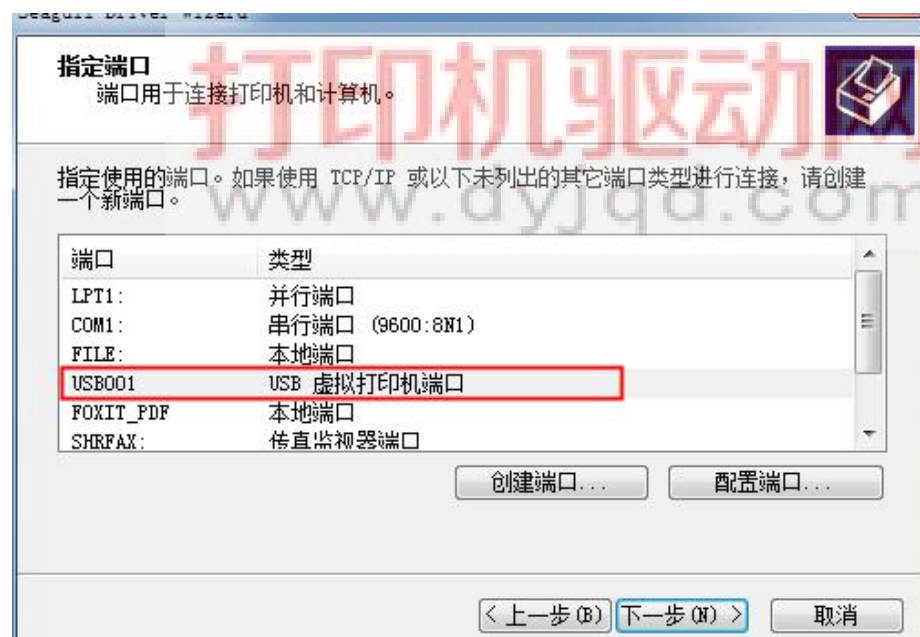 Seagull Driver Wizard
指定端口
端口用于连接打印机和计算机。
打印机驱动网
指定使用的端口。如果使用 TCP/IP 或以下未列出的其它端口类型进行连接，请创建
一个新端口。
www.dyjqd.com
端口 类型
LPT1: 并行端口
COM1: 串行端口 (9600:8N1)
FILE: 本地端口
USB001 USB 虚拟打印机端口
FOXIT_PDF 本地端口
SHRFAX: 传真监视器端口
创建端口... 配置端口...
< 上一步(B) 下一步(N) > 取消